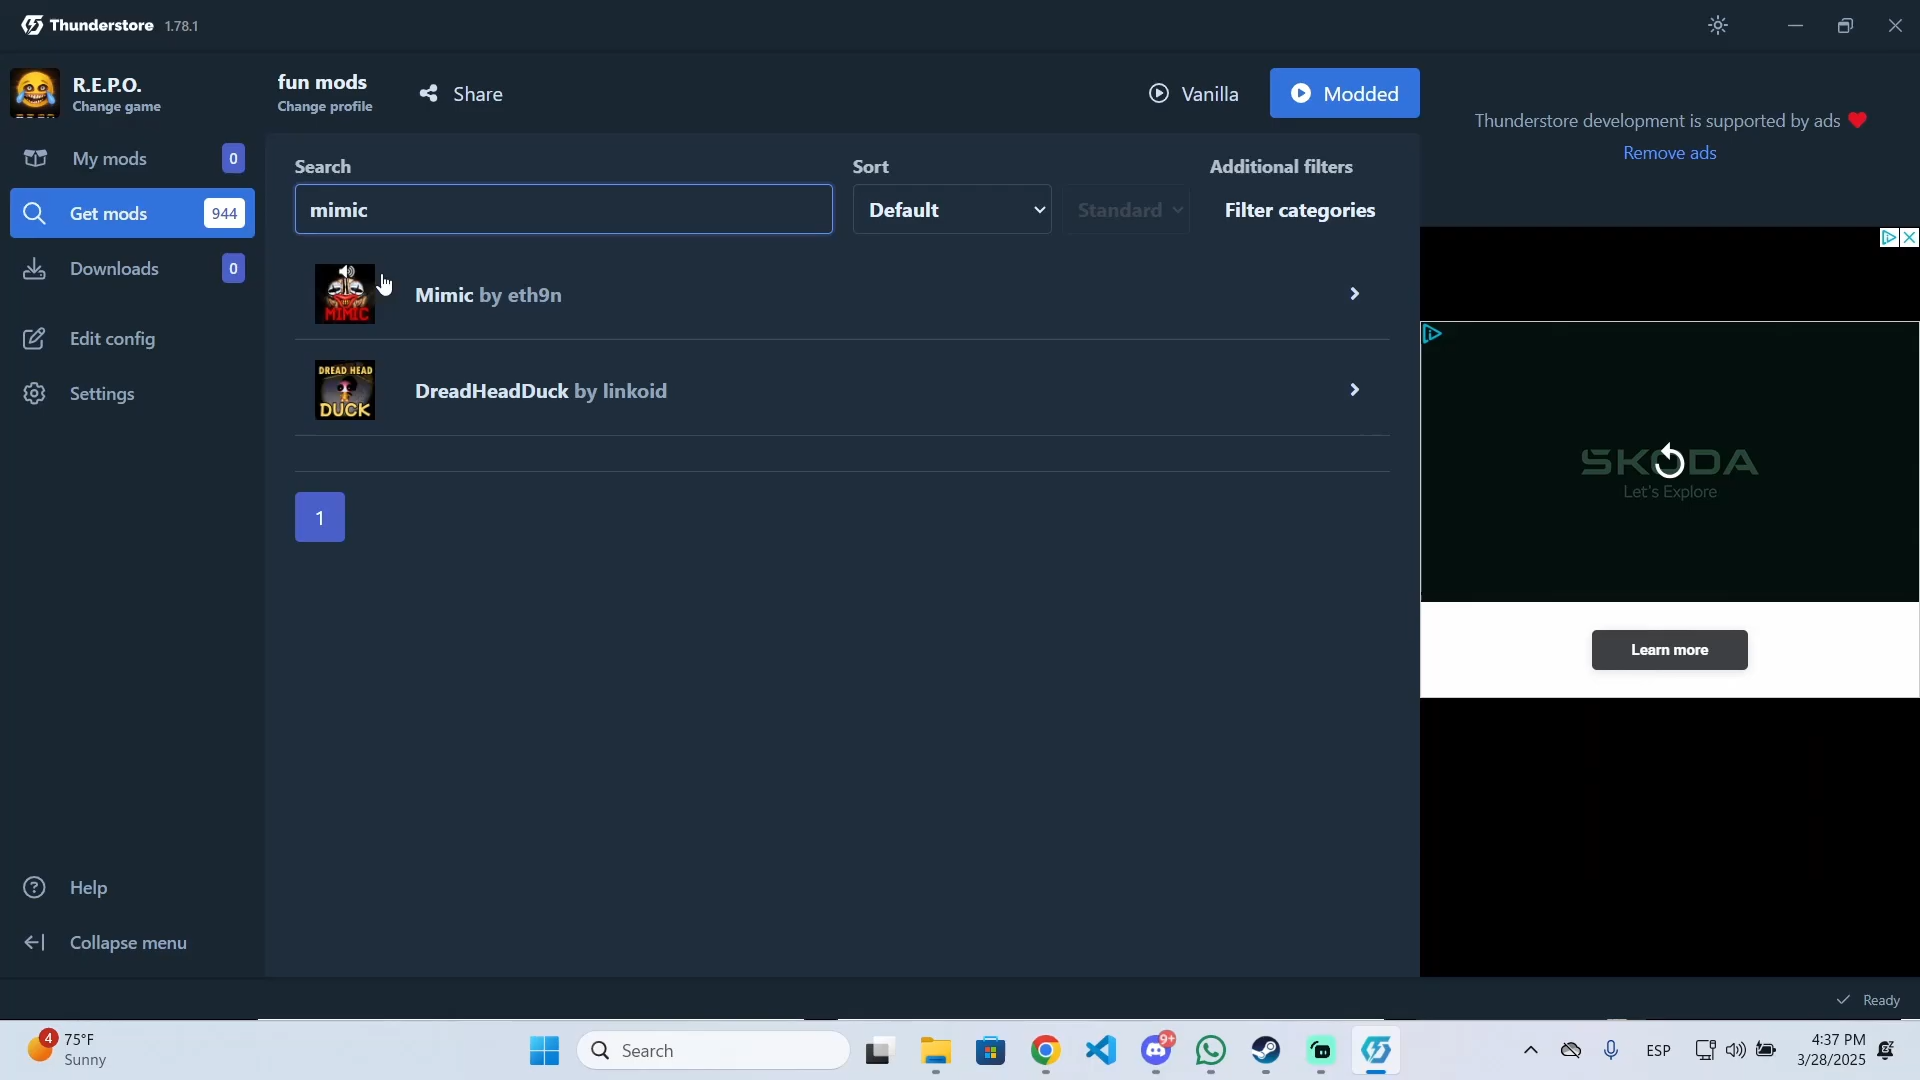 Thunderstore 1.78.1
R.E.P.O.
Change game
fun mods
Change profile
Share
Vanilla
Modded
Thunderstore development is supported by ads
Remove ads
My mods 0
Get mods 944
Downloads 0
Edit config
Settings
Search
mimic
Sort
Default
Standard
Additional filters
Filter categories
MIMIC
Mimic by eth9n
DREAD HEAD
DUCK
DreadHeadDuck by linkoid
1
SKODA
Let's Explore
Learn more
Help
Collapse menu
Ready
4
75°F
Sunny
Search
9+
ESP
4:37 PM
3/28/2025